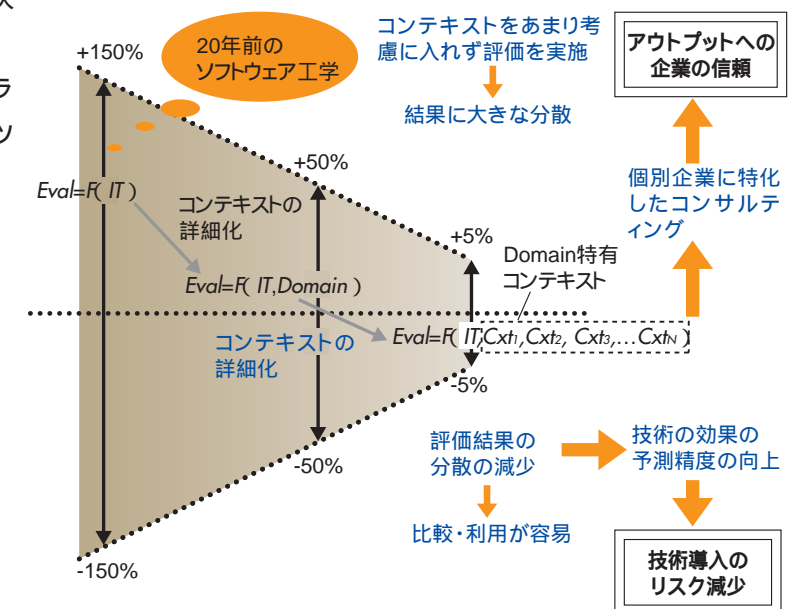 ラ
ソ
+150%
20年前の
ソフトウェア工学
コンテキストをあまり考
慮に入れず評価を実施
結果に大きな分散
アウトプットへの
企業の信頼
+50%
Eval=F( IT )
コンテキストの
詳細化
個別企業に特化
したコンサルテ
ィング
+5%
Domain特有
コンテキスト
Eval=F( IT,Domain )
Eval=F( IT,Cxt1,Cxt2, Cxt3,…CxtN )
コンテキストの
詳細化
-5%
-50%
評価結果の
分散の減少
技術の効果の
予測精度の向上
比較・利用が容易
-150%
技術導入の
リスク減少